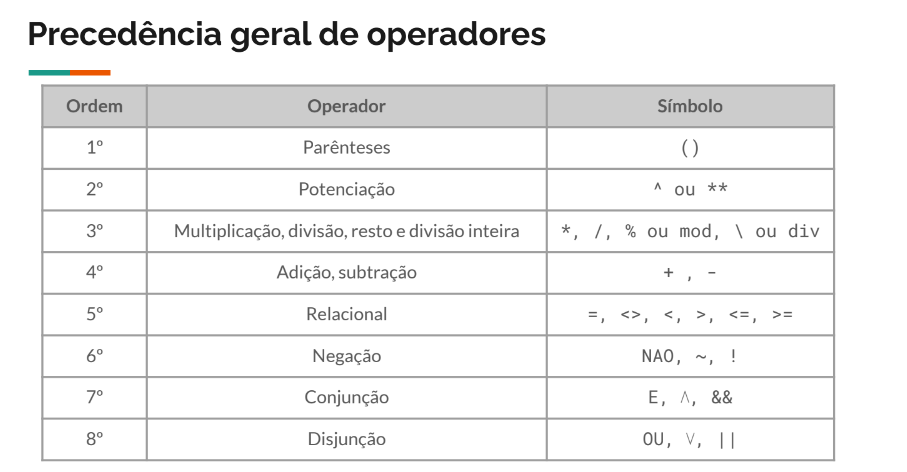 Precedência geral de operadores
Ordem Operador Símbolo
1º Parênteses ()
2º Potenciação ^ ou **
3º Multiplicação, divisão, resto e divisão inteira *, /, % ou mod, \ ou div
4º Adição, subtração + , -
5º Relacional =, <>, <, >, <=, >=
6º Negação NAO, ~, !
7º Conjunção E, ∧, &&
8º Disjunção OU, ∨, ||